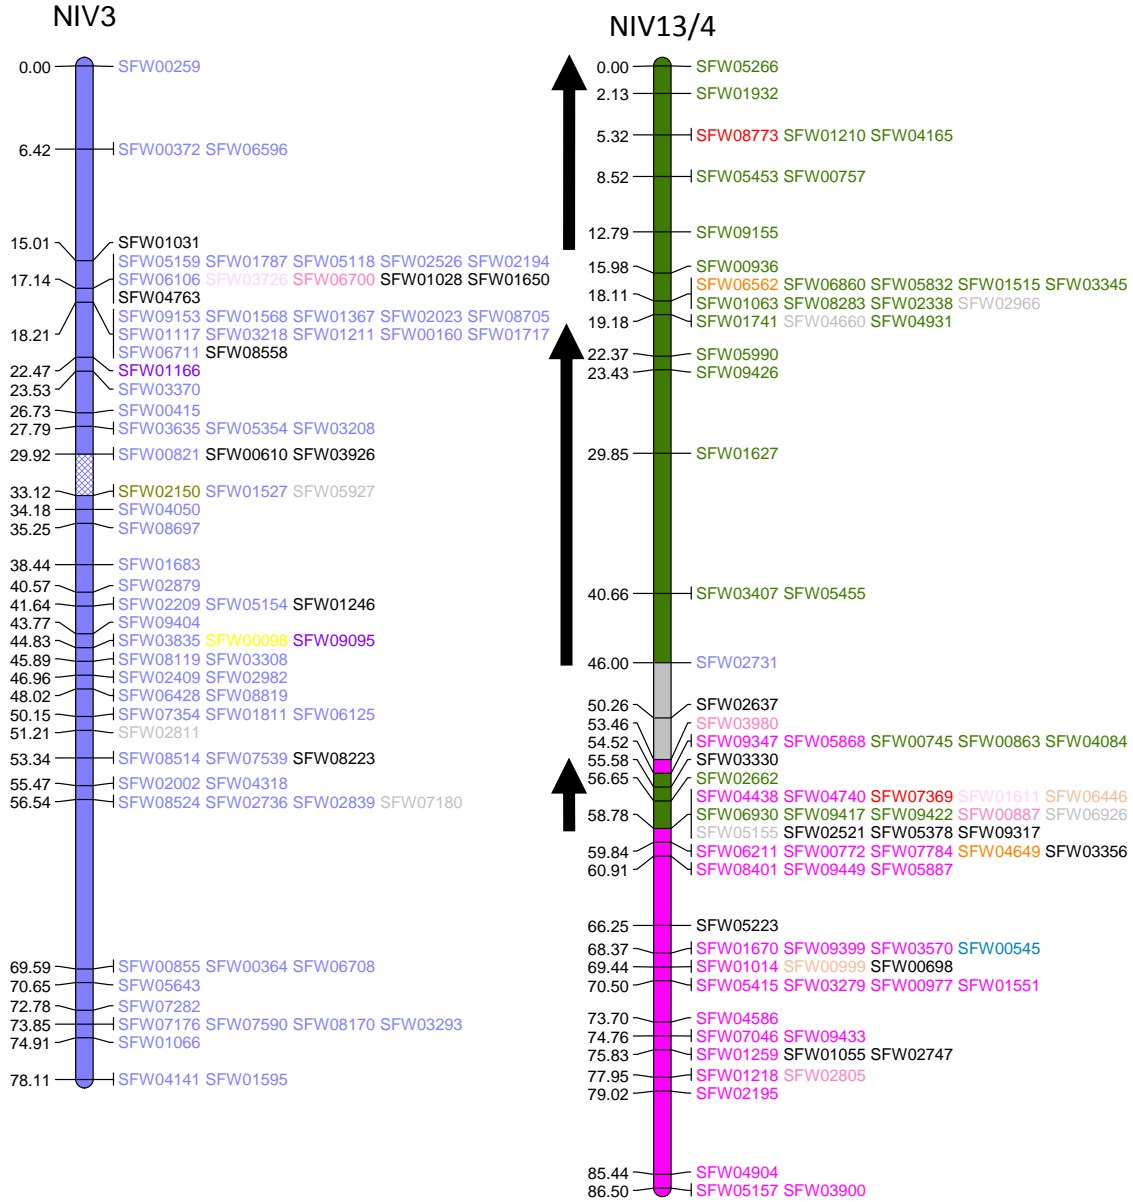 NIV3
0.00 SFW00259
6.42 SFW00372 SFW06596
15.01 SFW01031
SFW05159 SFW01787 SFW05118 SFW02526 SFW02194
17.14 SFW06106 SFW03726 SFW06700 SFW01028 SFW01650
SFW04763
SFW09153 SFW01568 SFW01367 SFW02023 SFW08705
18.21 SFW01117 SFW03218 SFW01211 SFW00160 SFW01717
SFW06711 SFW08558
22.47 SFW01166
23.53 SFW03370
26.73 SFW00415
27.79 SFW03635 SFW05354 SFW03208
29.92 SFW00821 SFW00610 SFW03926
33.12 SFW02150 SFW01527 SFW05927
34.18 SFW04050
35.25 SFW08697
38.44 SFW01683
40.57 SFW02879
41.64 SFW02209 SFW05154 SFW01246
43.77 SFW09404
44.83 SFW03835 SFW00098 SFW09095
45.89 SFW08119 SFW03308
46.96 SFW02409 SFW02982
48.02 SFW06428 SFW08819
50.15 SFW07354 SFW01811 SFW06125
51.21 SFW02811
53.34 SFW08514 SFW07539 SFW08223
55.47 SFW02002 SFW04318
56.54 SFW08524 SFW02736 SFW02839 SFW07180
69.59 SFW00855 SFW00364 SFW06708
70.65 SFW05643
72.78 SFW07282
73.85 SFW07176 SFW07590 SFW08170 SFW03293
74.91 SFW01066
78.11 SFW04141 SFW01595
NIV13/4
0.00 SFW05266
2.13 SFW01932
5.32 SFW08773 SFW01210 SFW04165
8.52 SFW05453 SFW00757
12.79 SFW09155
15.98 SFW00936
SFW06562 SFW06860 SFW05832 SFW01515 SFW03345
18.11 SFW01063 SFW08283 SFW02338 SFW02966
19.18 SFW01741 SFW04660 SFW04931
22.37 SFW05990
23.43 SFW09426
29.85 SFW01627
40.66 SFW03407 SFW05455
46.00 SFW02731
50.26 SFW02637
53.46 SFW03980
54.52 SFW09347 SFW05868 SFW00745 SFW00863 SFW04084
55.58 SFW03330
56.65 SFW02662
SFW04438 SFW04740 SFW07369 SFW01611 SFW06446
58.78 SFW06930 SFW09417 SFW09422 SFW00887 SFW06926
SFW05155 SFW02521 SFW05378 SFW09317
59.84 SFW06211 SFW00772 SFW07784 SFW04649 SFW03356
60.91 SFW08401 SFW09449 SFW05887
66.25 SFW05223
68.37 SFW01670 SFW09399 SFW03570 SFW00545
69.44 SFW01014 SFW00999 SFW00698
70.50 SFW05415 SFW03279 SFW00977 SFW01551
73.70 SFW04586
74.76 SFW07046 SFW09433
75.83 SFW01259 SFW01055 SFW02747
77.95 SFW01218 SFW02805
79.02 SFW02195
85.44 SFW04904
86.50 SFW05157 SFW03900